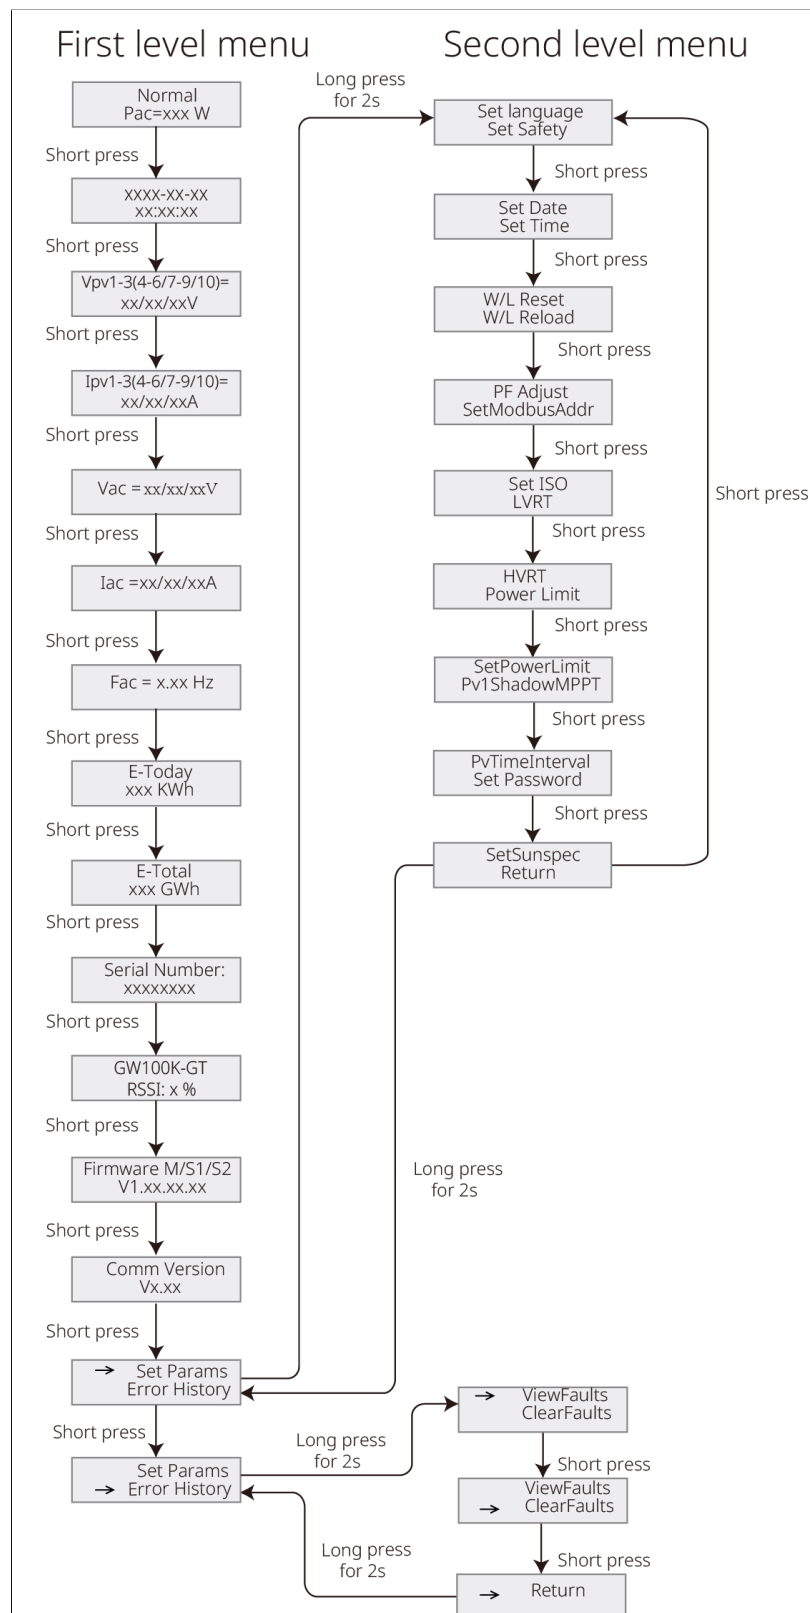 First level menu
Normal
Pac=xxx W
Short press
xxxx-xx-xx
xx:xx:xx
Short press
Vpv1-3(4-6/7-9/10)=
xx/xx/xxV
Short press
Ipv1-3(4-6/7-9/10)=
xx/xx/xxA
Short press
Vac =xx/xx/xxV
Short press
Iac =xx/xx/xxA
Short press
Fac = x.xx Hz
Short press
E-Today
xxx KWh
Short press
E-Total
xxx GWh
Short press
Serial Number:
xxxxxxxx
Short press
GW100K-GT
RSSI: x %
Short press
Firmware M/S1/S2
V1.xx.xx.xx
Short press
Comm Version
Vx.xx
Short press
→ Set Params
Error History
Short press
Set Params
→ Error History
Second level menu
Long press
for 2s
Set language
Set Safety
Short press
Set Date
Set Time
Short press
W/L Reset
W/L Reload
Short press
PF Adjust
SetModbusAddr
Short press
Set ISO
LVRT
Short press
HVRT
Power Limit
Short press
SetPowerLimit
Pv1ShadowMPPT
Short press
PvTimeInterval
Set Password
Short press
SetSunspec
Return
Short press
Long press
for 2s
Long press
for 2s
→ ViewFaults
ClearFaults
Short press
ViewFaults
→ ClearFaults
Short press
→ Return
Long press
for 2s